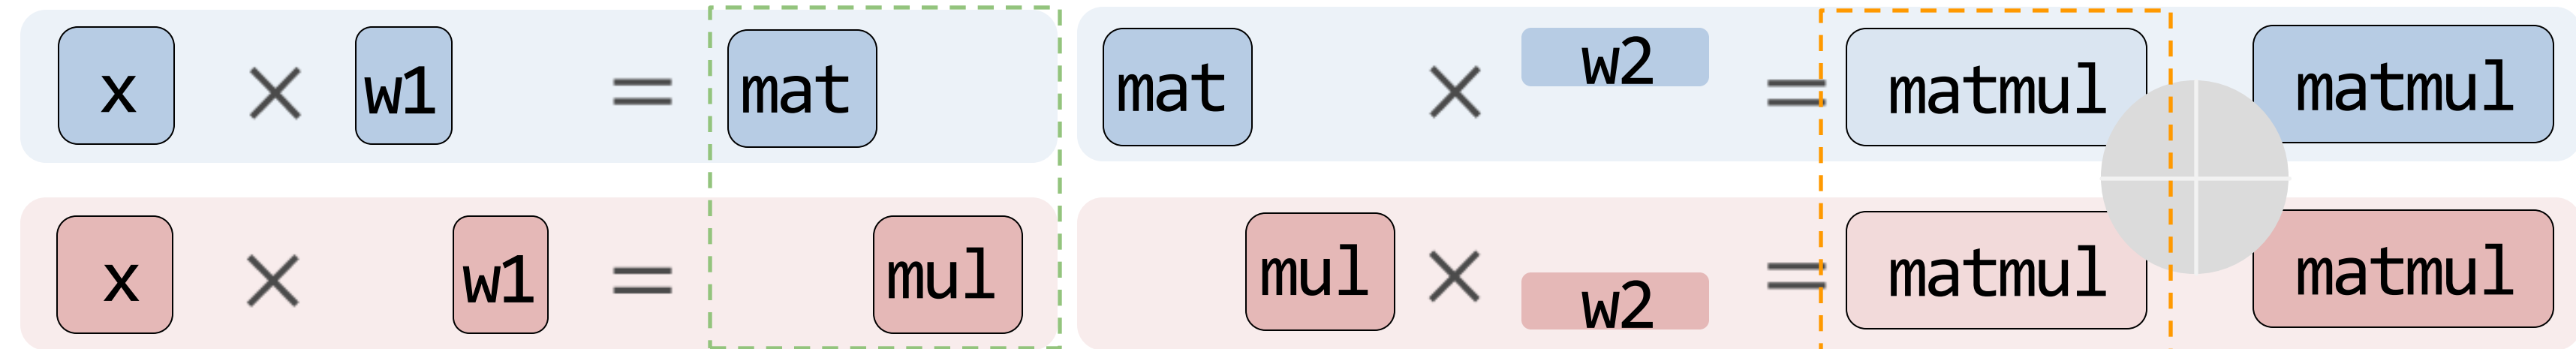 x × w1 = mat mat × w2 = matmul matmul
x × w1 = mul mul × w2 = matmul matmul